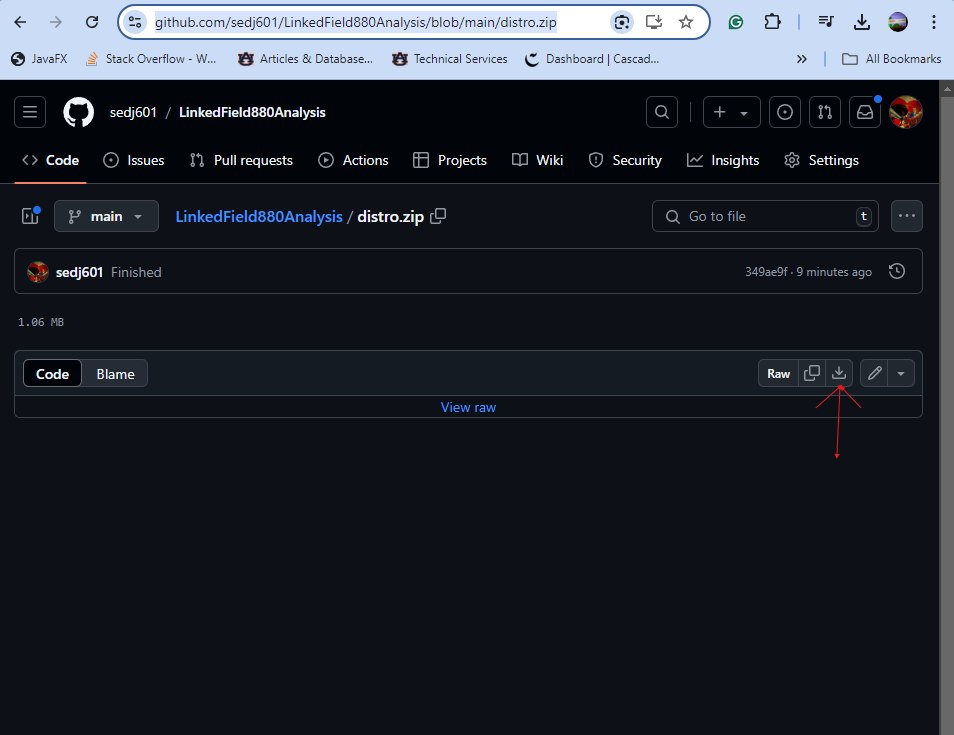 github.com/sedj601/LinkedField880Analysis/blob/main/distro.zip
JavaFX Stack Overflow - W... Articles & Database... Technical Services Dashboard | Cascad... » All Bookmarks
sedj601 / LinkedField880Analysis
Code Issues Pull requests Actions Projects Wiki Security Insights Settings
main LinkedField880Analysis / distro.zip Go to file t
sedj601 Finished 349ae9f · 9 minutes ago
1.06 MB
Code Blame Raw
View raw